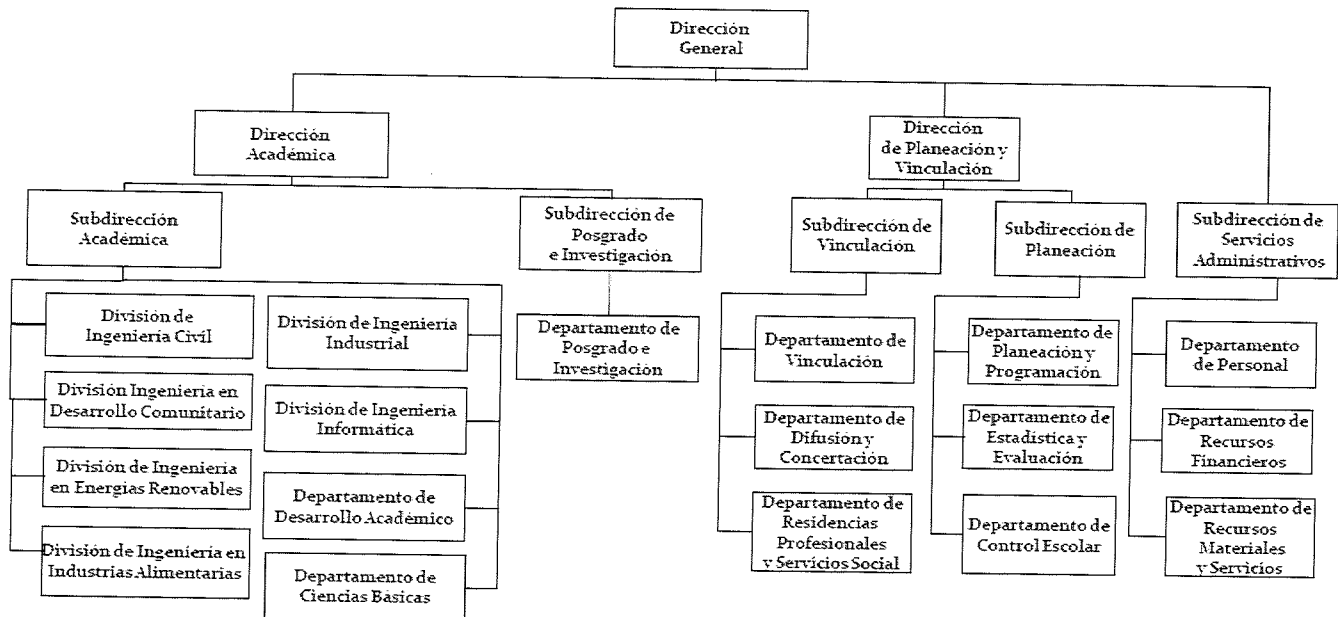 Dirección
General
Dirección
Académica
Dirección
de Planeación y
Vinculación
Subdirección
Académica
Subdirección de
Posgrado
e Investigación
Subdirección de
Vinculación
Subdirección de
Planeación
Subdirección de
Servicios
Administrativos
División de
Ingeniería Civíl
División Ingeniería en
Desarrollo Comunitario
División de Ingeniería
en Energías Renovables
División de Ingeniería en
Industrias Alimentarias
División de Ingeniería
Industrial
División de Ingeniería
Informática
Departamento de
Desarrollo Académico
Departamento de
Ciencias Básicas
Departamento de
Posgrado e
Investigación
Departamento de
Vinculación
Departamento de
Difusión y
Concertación
Departamento de
Residencias
Profesionales
y Servicios Social
Departamento de
Planeación y
Programación
Departamento de
Estadística y
Evaluación
Departamento de
Control Escolar
Departamento
de Personal
Departamento de
Recursos
Financieros
Departamento de
Recursos
Materiales
y Servicios